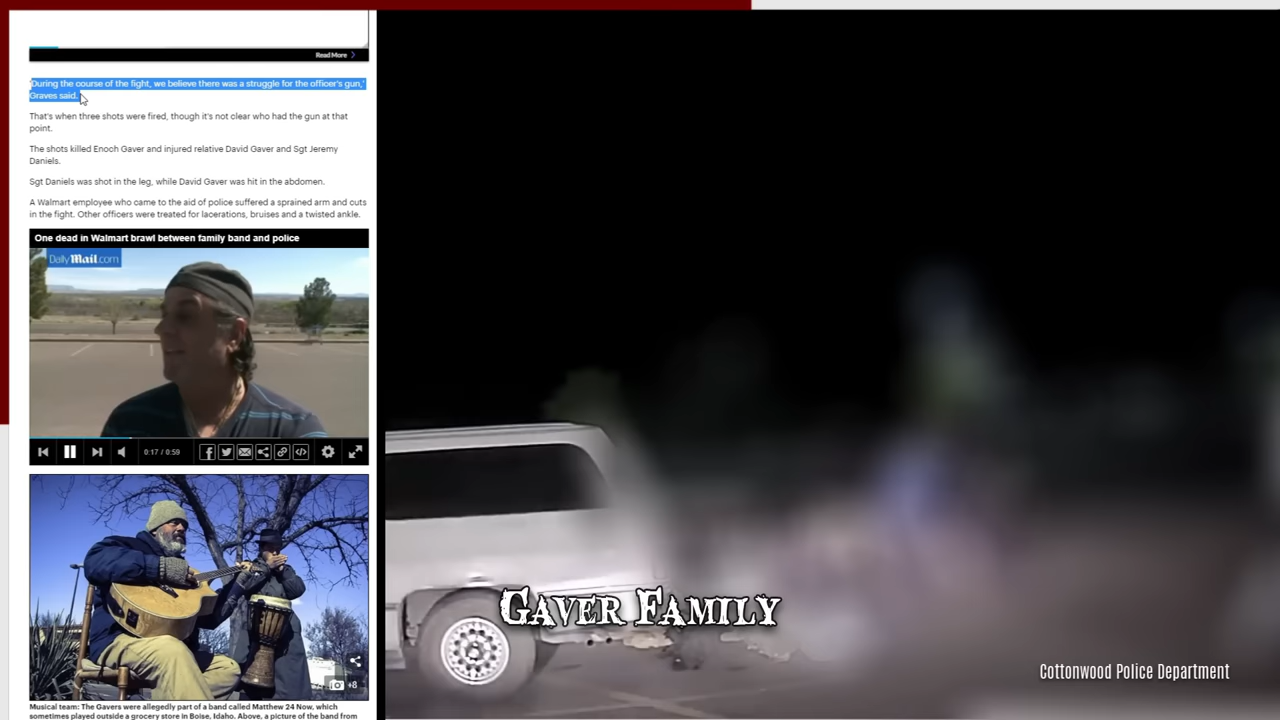 Read More
'During the course of the fight, we believe there was a struggle for the officer's gun,'
Graves said.
That's when three shots were fired, though it's not clear who had the gun at that
point.
The shots killed Enoch Gaver and injured relative David Gaver and Sgt Jeremy
Daniels.
Sgt Daniels was shot in the leg, while David Gaver was hit in the abdomen.
A Walmart employee who came to the aid of police suffered a sprained arm and cuts
in the fight. Other officers were treated for lacerations, bruises and a twisted ankle.
One dead in Walmart brawl between family band and police
Daily Mail.com
0:17 / 0:59
+8
Musical team: The Gavers were allegedly part of a band called Matthew 24 Now, which
sometimes played outside a grocery store in Boise, Idaho. Above, a picture of the band from
Gaver Family
Cottonwood Police Department